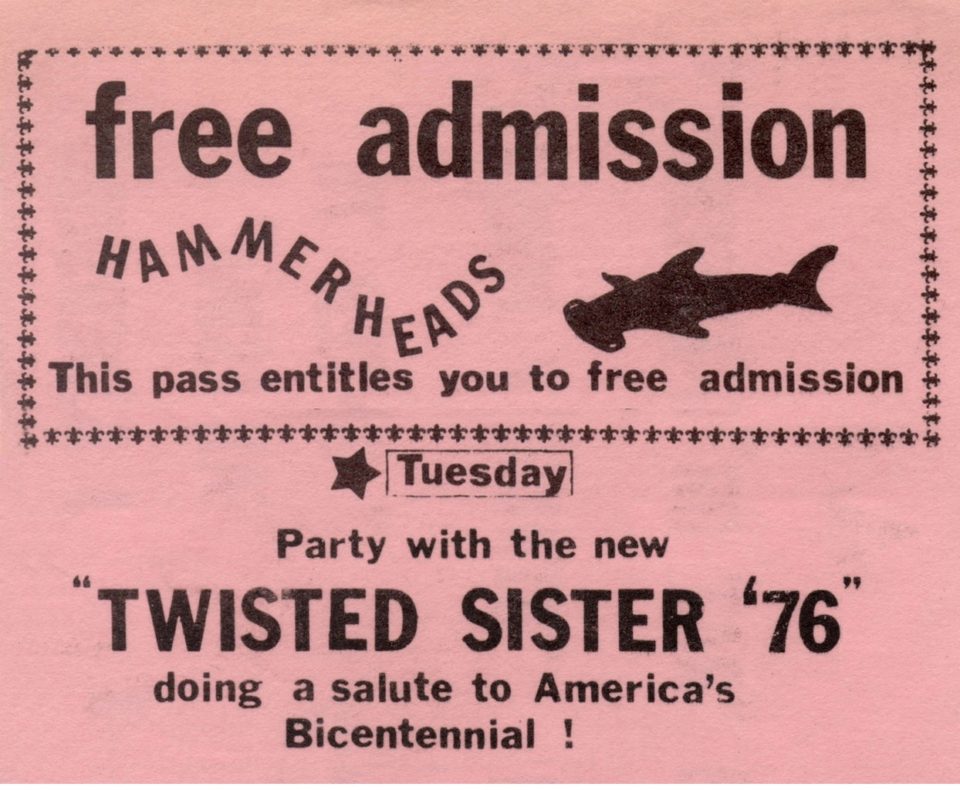 free admission
HAMMERHEADS
This pass entitles you to free admission
Tuesday
Party with the new
"TWISTED SISTER '76"
doing a salute to America's
Bicentennial !